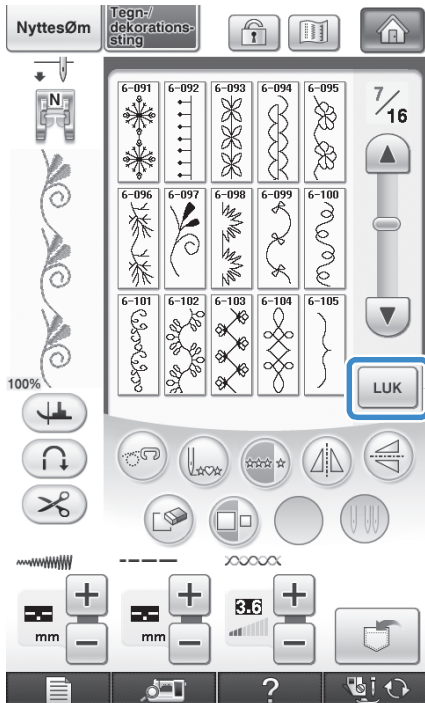 NyttesØm
Tegn-/
dekorations-
sting
N
6-091 6-092 6-093 6-094 6-095
7/16
6-096 6-097 6-098 6-099 6-100
6-101 6-102 6-103 6-104 6-105
100%
LUK
3.6
mm mm
?